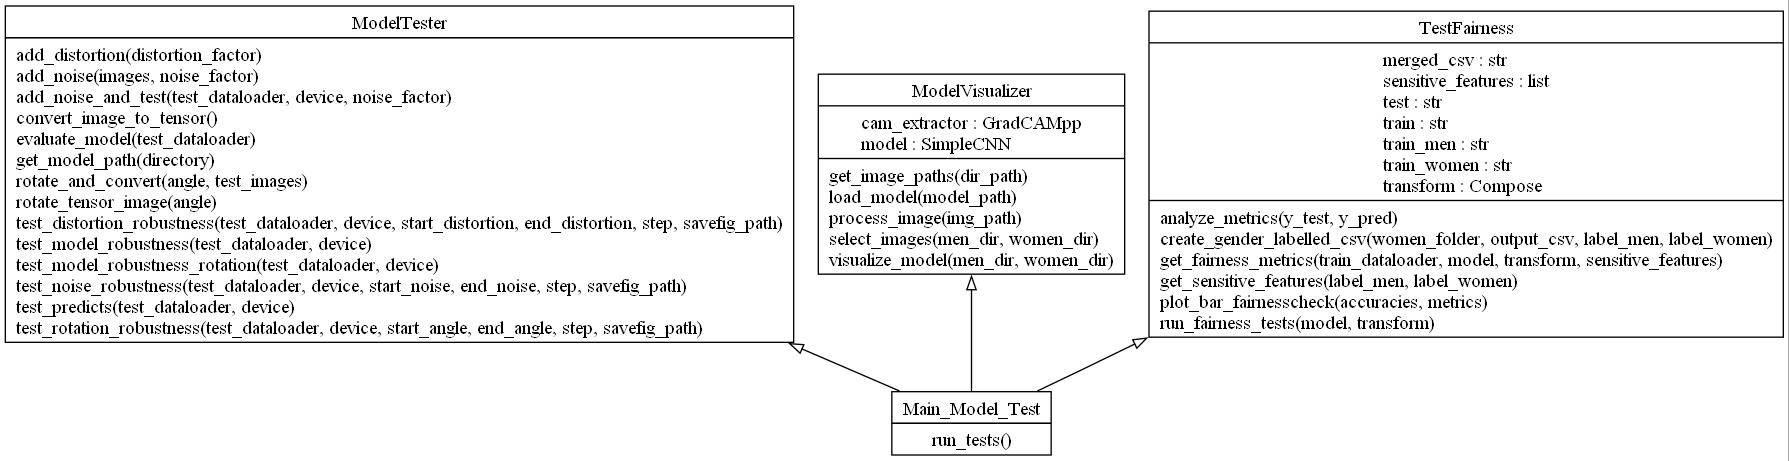 ModelTester
add_distortion(distortion_factor)
add_noise(images, noise_factor)
add_noise_and_test(test_dataloader, device, noise_factor)
convert_image_to_tensor()
evaluate_model(test_dataloader)
get_model_path(directory)
rotate_and_convert(angle, test_images)
rotate_tensor_image(angle)
test_distortion_robustness(test_dataloader, device, start_distortion, end_distortion, step, savefig_path)
test_model_robustness(test_dataloader, device)
test_model_robustness_rotation(test_dataloader, device)
test_noise_robustness(test_dataloader, device, start_noise, end_noise, step, savefig_path)
test_predicts(test_dataloader, device)
test_rotation_robustness(test_dataloader, device, start_angle, end_angle, step, savefig_path)
ModelVisualizer
cam_extractor : GradCAMpp
model : SimpleCNN
get_image_paths(dir_path)
load_model(model_path)
process_image(img_path)
select_images(men_dir, women_dir)
visualize_model(men_dir, women_dir)
TestFairness
merged_csv : str
sensitive_features : list
test : str
train : str
train_men : str
train_women : str
transform : Compose
analyze_metrics(y_test, y_pred)
create_gender_labelled_csv(women_folder, output_csv, label_men, label_women)
get_fairness_metrics(train_dataloader, model, transform, sensitive_features)
get_sensitive_features(label_men, label_women)
plot_bar_fairnesscheck(accuracies, metrics)
run_fairness_tests(model, transform)
Main_Model_Test
run_tests()